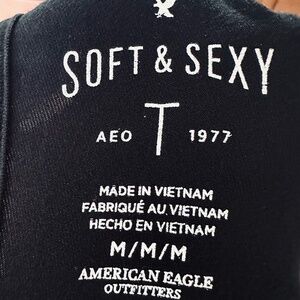 SOFT & SEXY
AEO T 1977
MADE IN VIETNAM
FABRIQUÉ AU VIETNAM
HECHO EN VIETNAM
M/M/M
AMERICAN EAGLE
OUTFITTERS